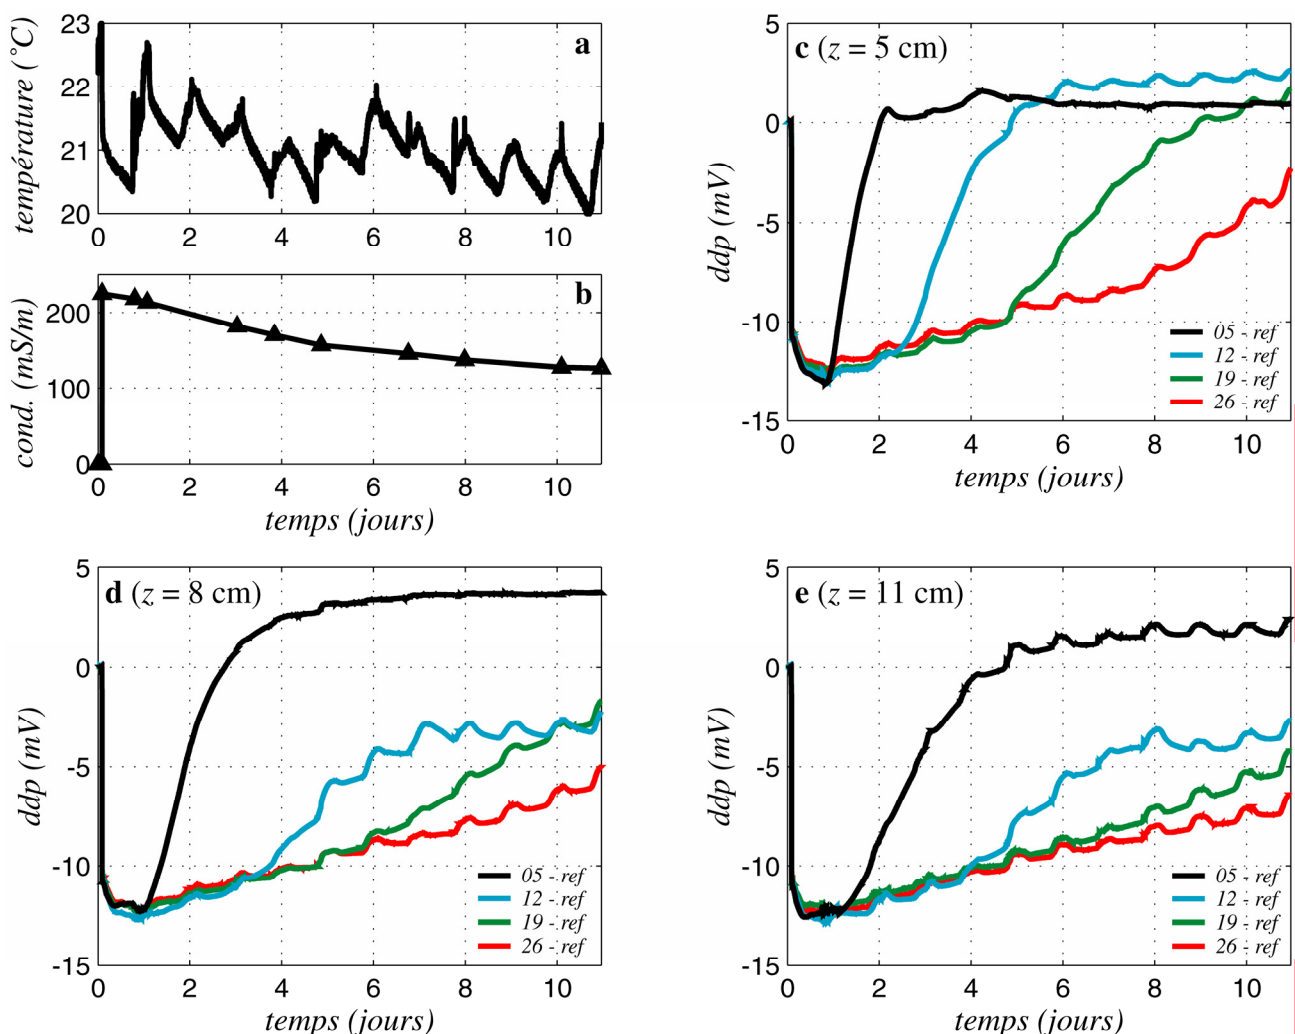 a
température (˚C)
23
22
21
20
0 2 4 6 8 10
b
cond. (mS/m)
200
100
0
0 2 4 6 8 10
temps (jours)
c (z = 5 cm)
ddp (mV)
5
0
-5
-10
-15
05 - ref
12 - ref
19 - ref
26 - ref
0 2 4 6 8 10
temps (jours)
d (z = 8 cm)
ddp (mV)
5
0
-5
-10
-15
05 - ref
12 - ref
19 - ref
26 - ref
0 2 4 6 8 10
temps (jours)
e (z = 11 cm)
ddp (mV)
5
0
-5
-10
-15
05 - ref
12 - ref
19 - ref
26 - ref
0 2 4 6 8 10
temps (jours)